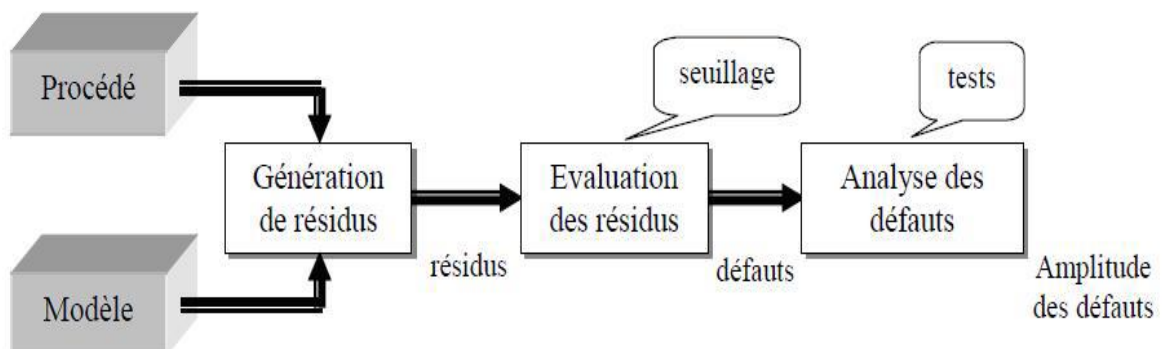 Procédé
seuillage
tests
Génération
de résidus
Evaluation
des résidus
Analyse des
défauts
résidus
défauts
Amplitude
des défauts
Modèle